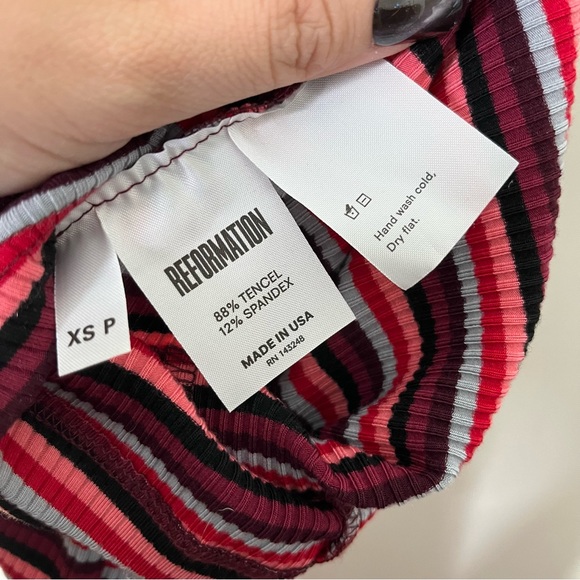 XS P
REFORMATION
88% TENCEL
12% SPANDEX
MADE IN USA
RN 143248
Hand wash cold,
Dry flat.